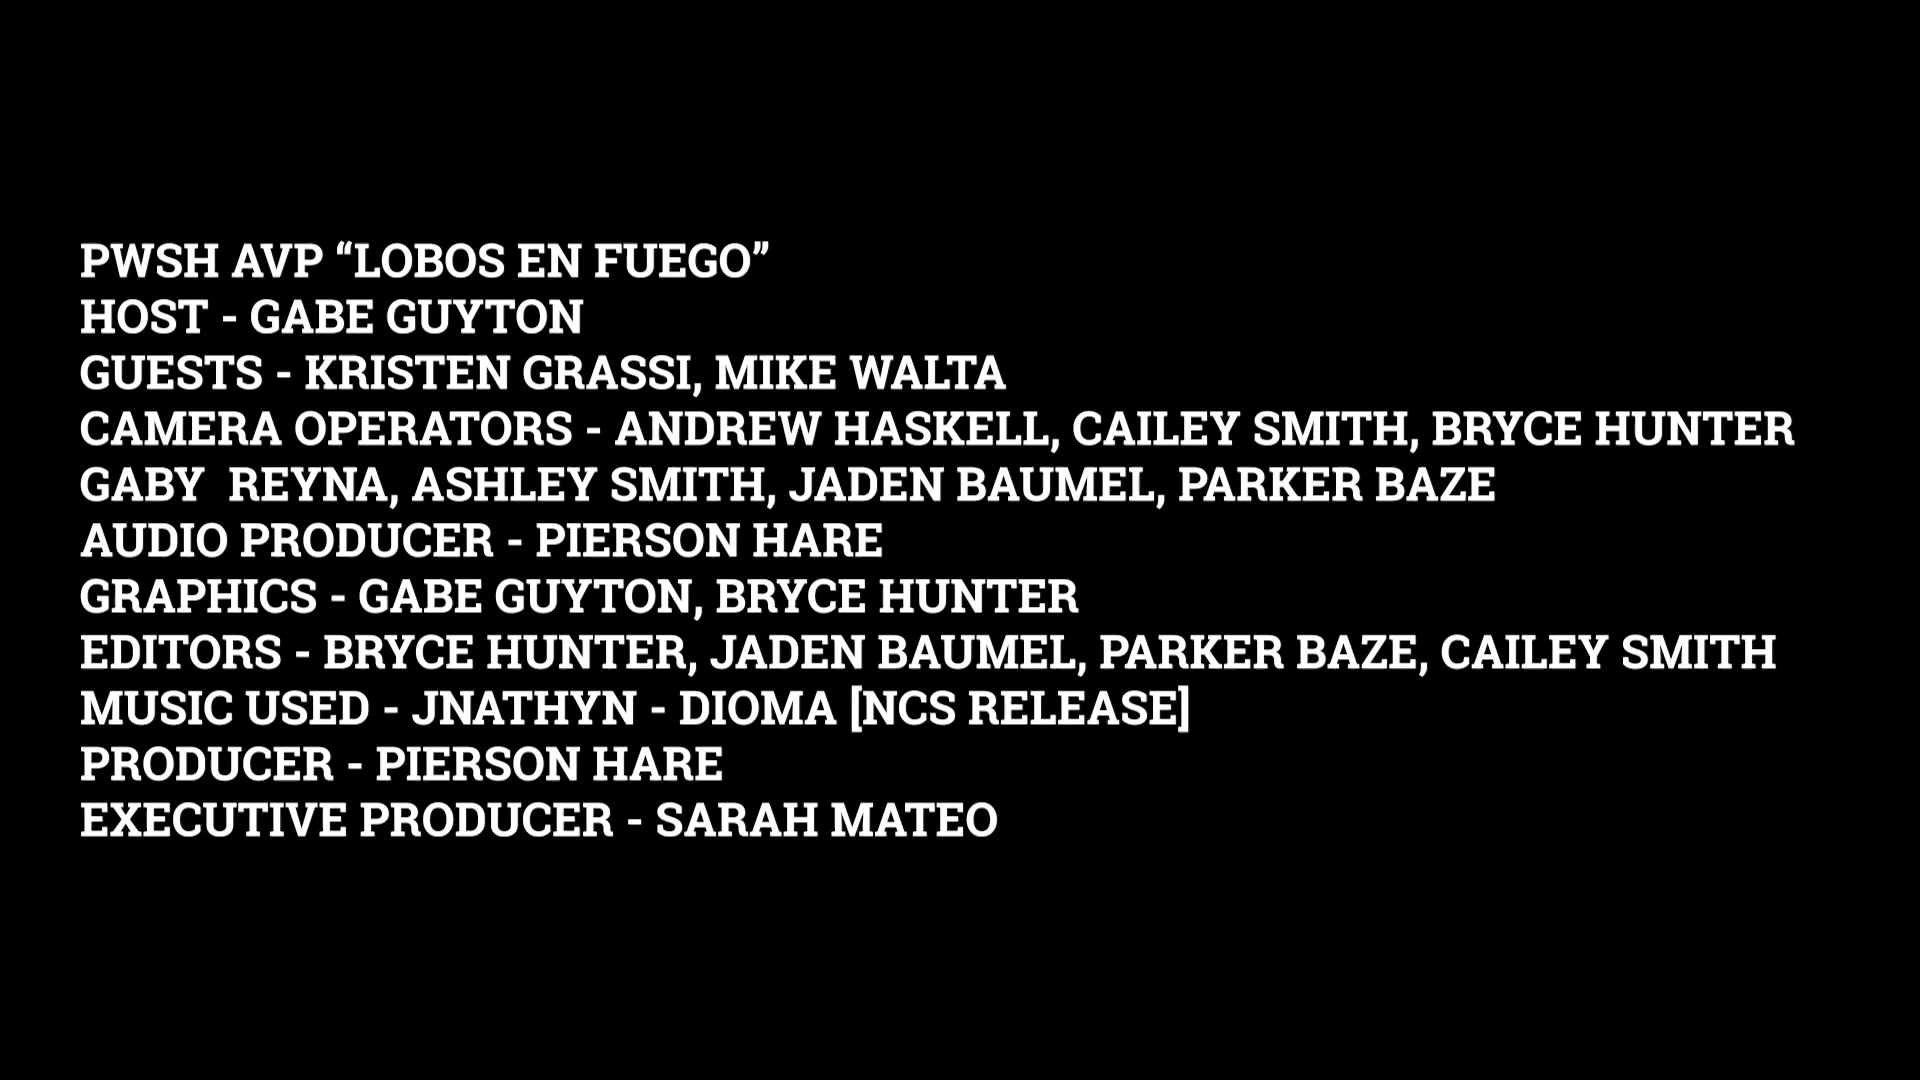 PWSH AVP “LOBOS EN FUEGO”
HOST - GABE GUYTON
GUESTS - KRISTEN GRASSI, MIKE WALTA
CAMERA OPERATORS - ANDREW HASKELL, CAILEY SMITH, BRYCE HUNTER
GABY  REYNA, ASHLEY SMITH, JADEN BAUMEL, PARKER BAZE
AUDIO PRODUCER - PIERSON HARE
GRAPHICS - GABE GUYTON, BRYCE HUNTER
EDITORS - BRYCE HUNTER, JADEN BAUMEL, PARKER BAZE, CAILEY SMITH
MUSIC USED - JNATHYN - DIOMA [NCS RELEASE]
PRODUCER - PIERSON HARE
EXECUTIVE PRODUCER - SARAH MATEO